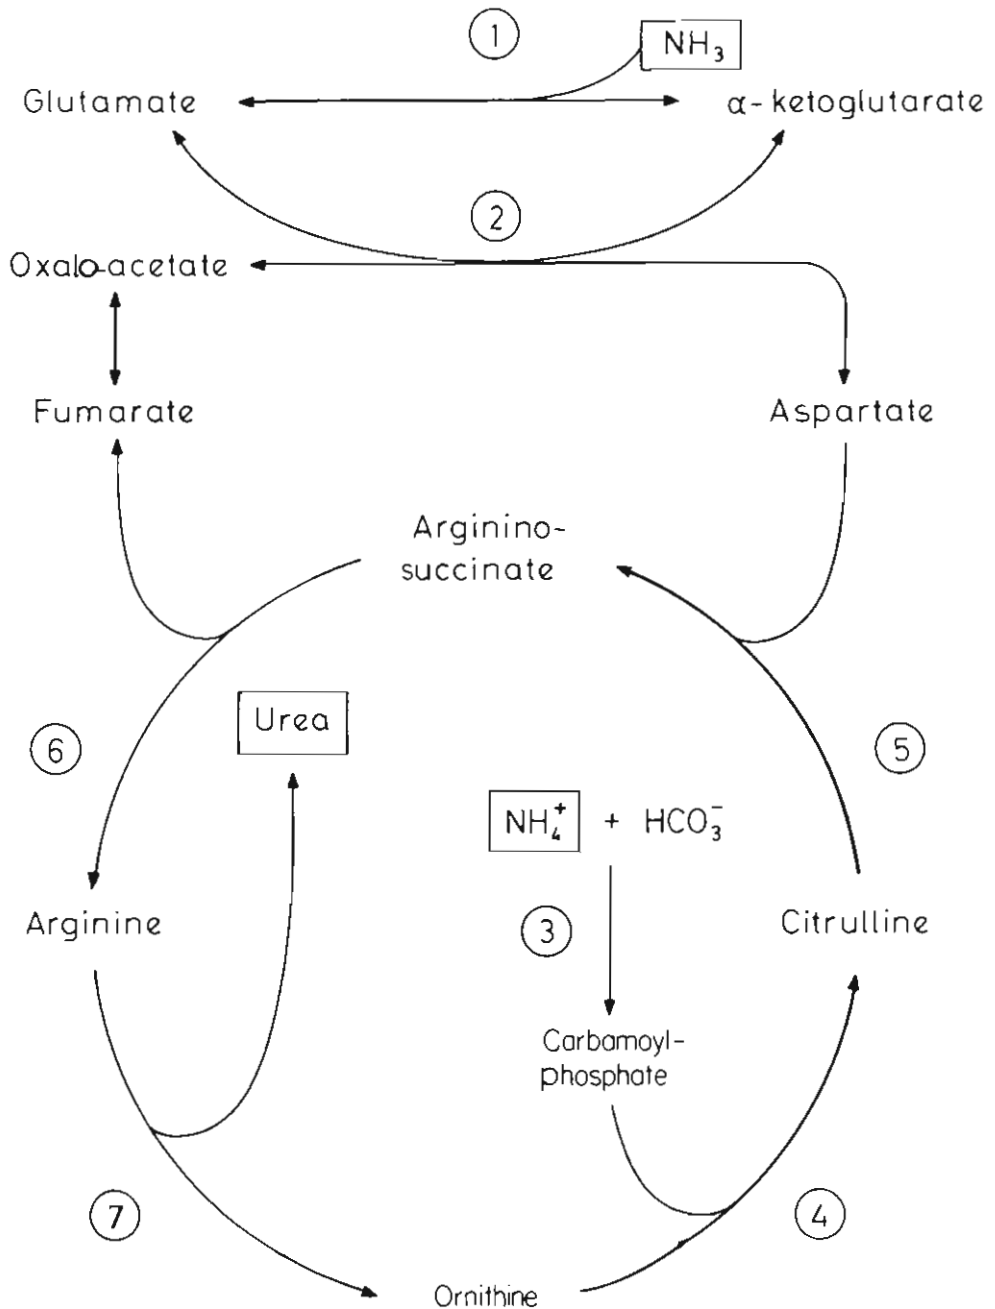 1
NH₃
Glutamate
α-ketoglutarate
2
Oxalo-acetate
Fumarate
Aspartate
Arginino-
succinate
Urea
6
5
NH₄⁺ + HCO₃⁻
Arginine
3
Citrulline
Carbamoyl-
phosphate
7
4
Ornithine